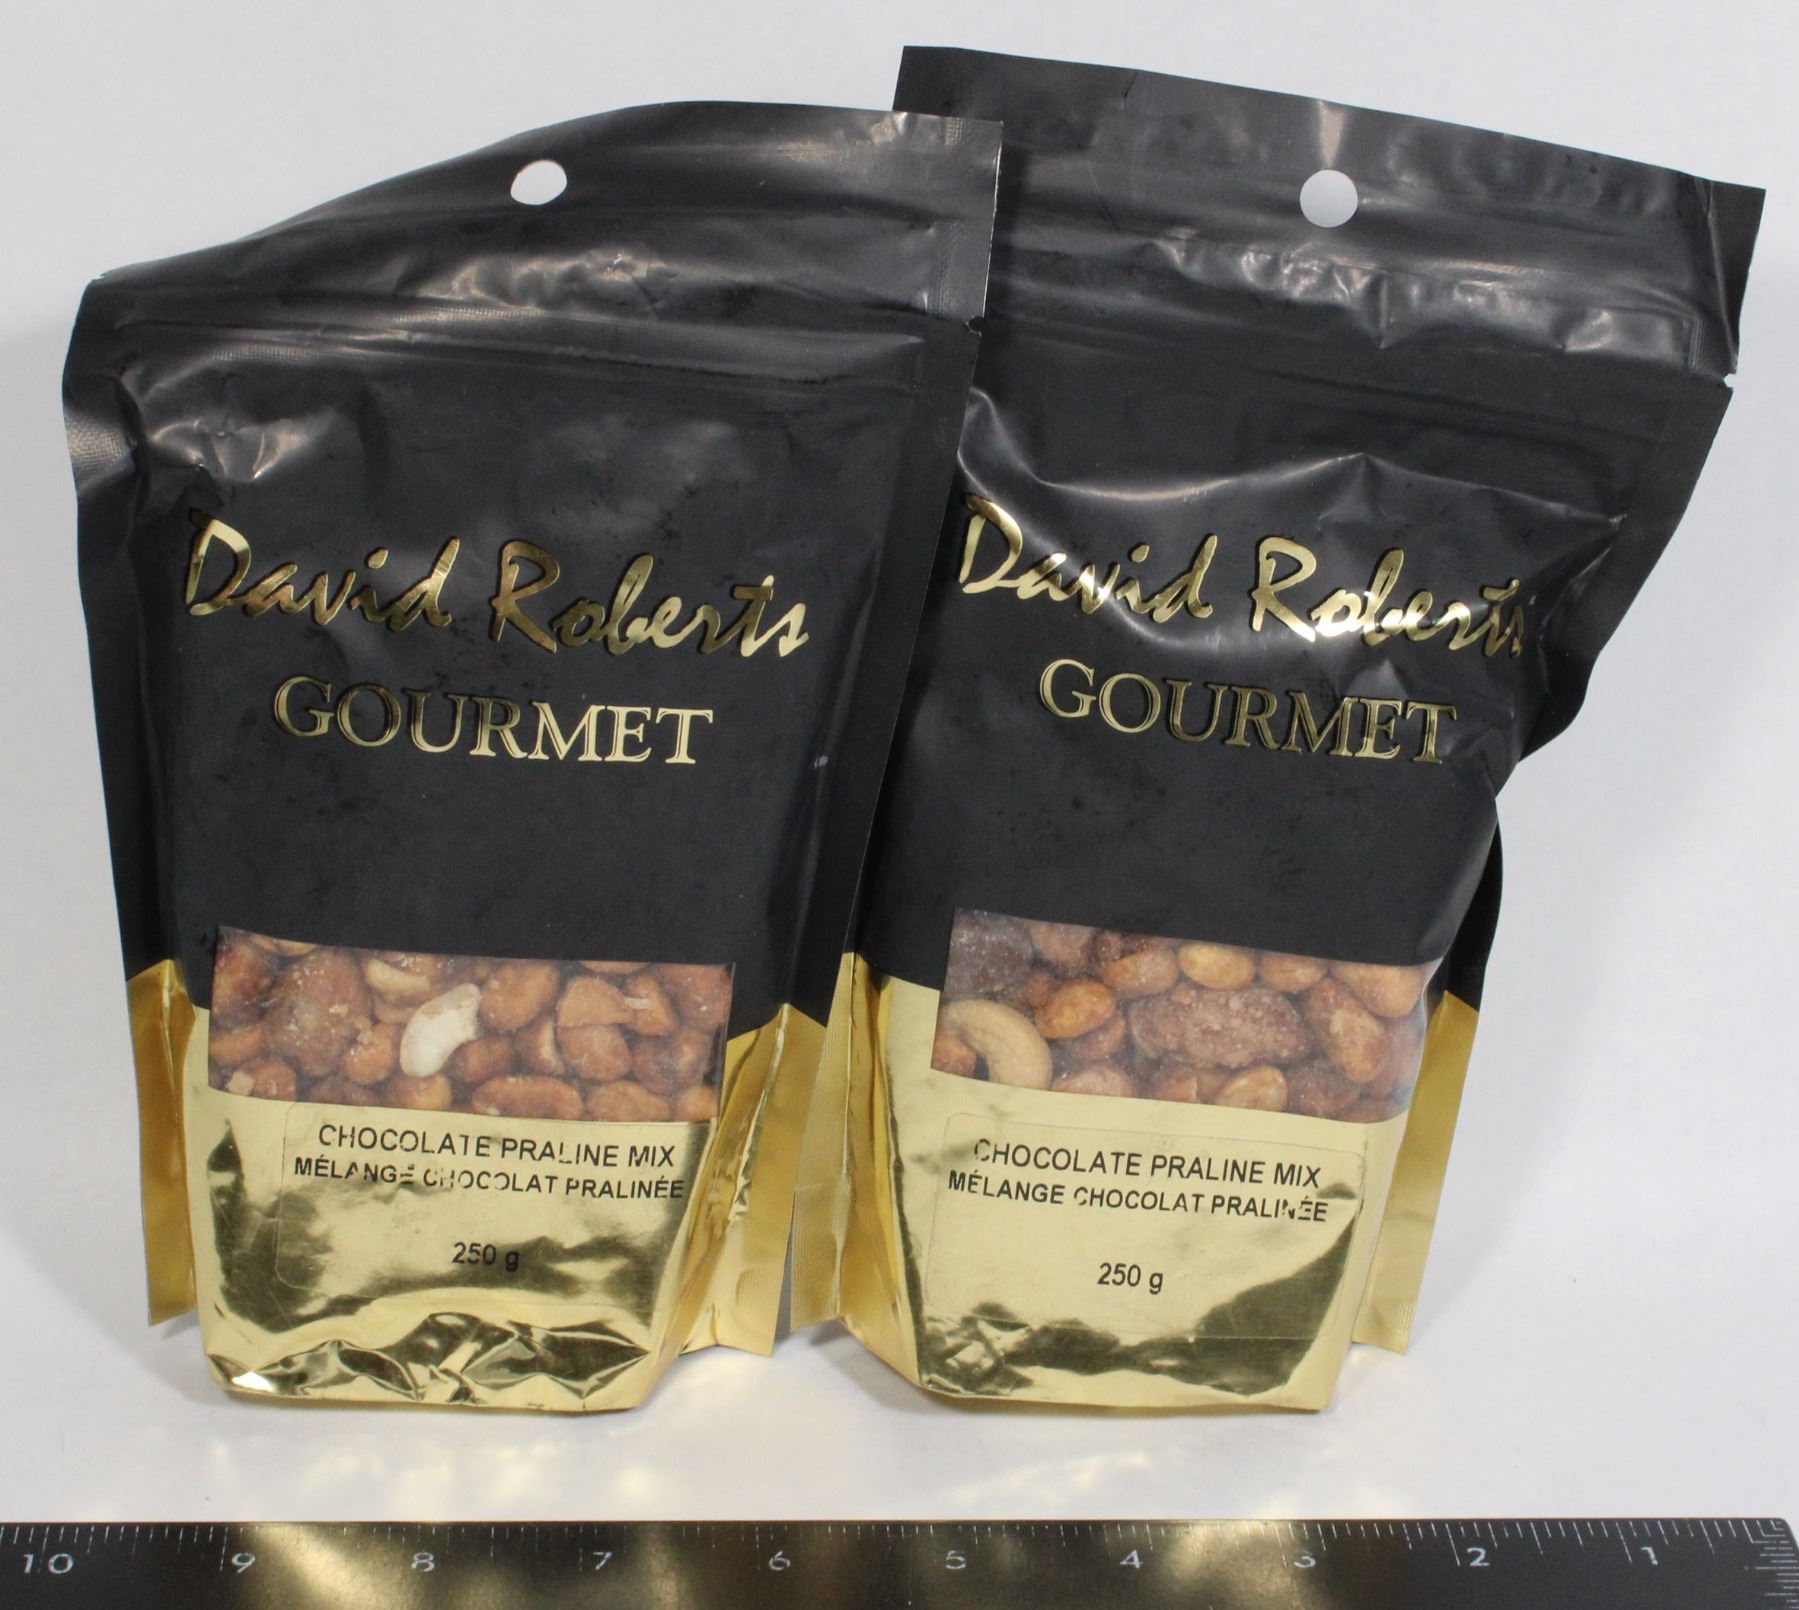 David Roberts
GOURMET
CHOCOLATE PRALINE MIX
MÉLANGE CHOCOLAT PRALINÉE
250 g
David Roberts
GOURMET
CHOCOLATE PRALINE MIX
MÉLANGE CHOCOLAT PRALINÉE
250 g
10 9 8 7 6 5 4 3 2 1